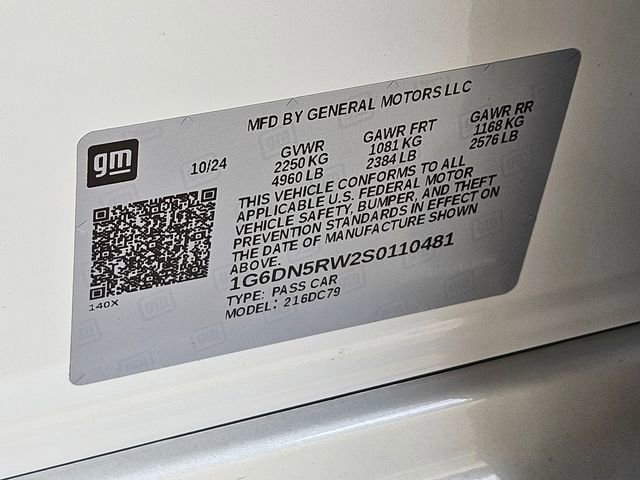 MFD BY GENERAL MOTORS LLC
gm
10/24
GVWR GAWR FRT GAWR RR
2250 KG 1081 KG 1168 KG
4960 LB 2384 LB 2576 LB
THIS VEHICLE CONFORMS TO ALL
APPLICABLE U.S. FEDERAL MOTOR
VEHICLE SAFETY, BUMPER, AND THEFT
PREVENTION STANDARDS IN EFFECT ON
THE DATE OF MANUFACTURE SHOWN
ABOVE.
1G6DN5RW2S0110481
TYPE: PASS CAR
MODEL: 216DC79
140X